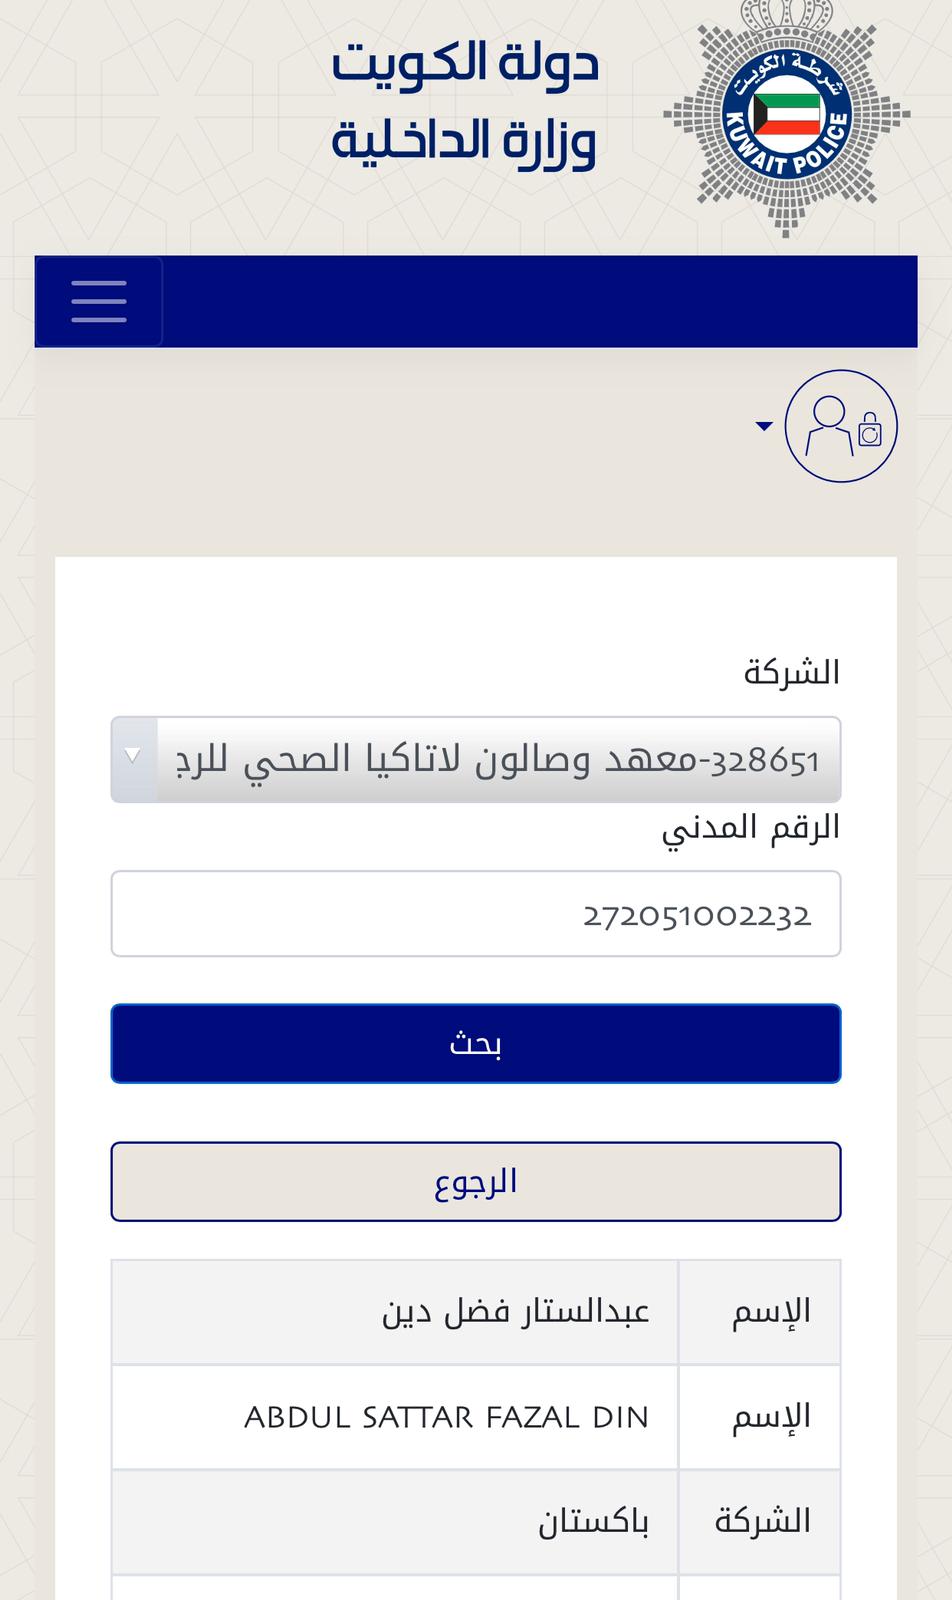 دولة الكويت
وزارة الداخلية
شرطة الكويت
KUWAIT POLICE
الشركة
328651-معهد وصالون لاتاكيا الصحي للرج
الرقم المدني
272051002232
بحث
الرجوع
الإسم عبدالستار فضل دين
الإسم ABDUL SATTAR FAZAL DIN
الشركة باكستان